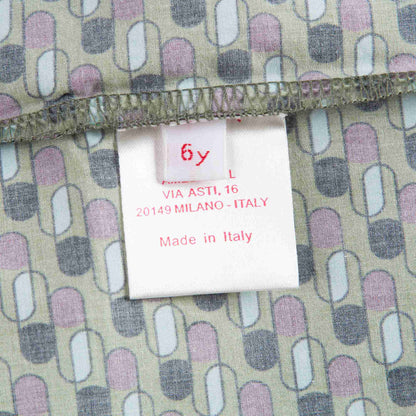 6y
VIA ASTI, 16
20149 MILANO - ITALY
Made in Italy